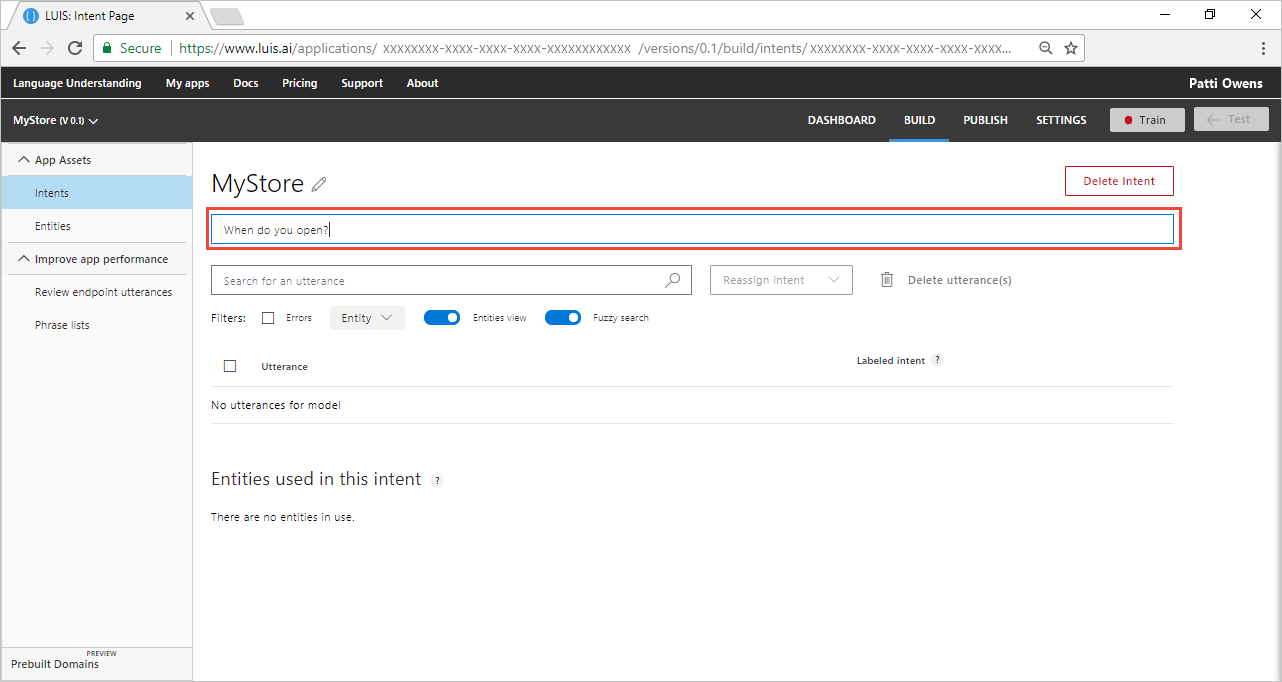 LUIS: Intent Page
Secure https://www.luis.ai/applications/ xxxxxxxx-xxxx-xxxx-xxxx-xxxxxxxxxxxx /versions/0.1/build/intents/ xxxxxxxx-xxxx-xxxx-xxxx-xxxx...
Language Understanding My apps Docs Pricing Support About Patti Owens
MyStore (V 0.1) DASHBOARD BUILD PUBLISH SETTINGS Train Test
App Assets
Intents
Entities
Improve app performance
Review endpoint utterances
Phrase lists
PREVIEW
Prebuilt Domains
MyStore Delete Intent
When do you open?
Search for an utterance Reassign intent Delete utterance(s)
Filters: Errors Entity Entities view Fuzzy search
Utterance Labeled intent ?
No utterances for model
Entities used in this intent ?
There are no entities in use.